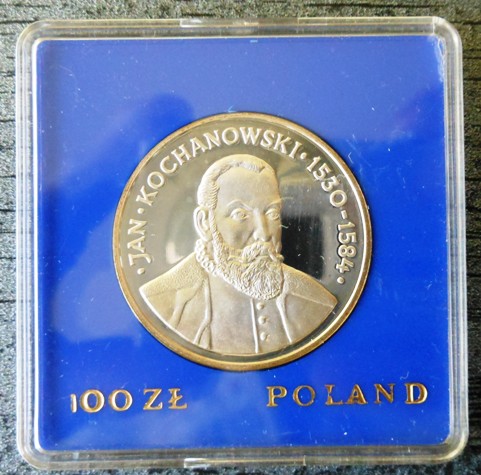 · JAN · KOCHANOWSKI · 1530-1584 ·
100 ZŁ POLAND